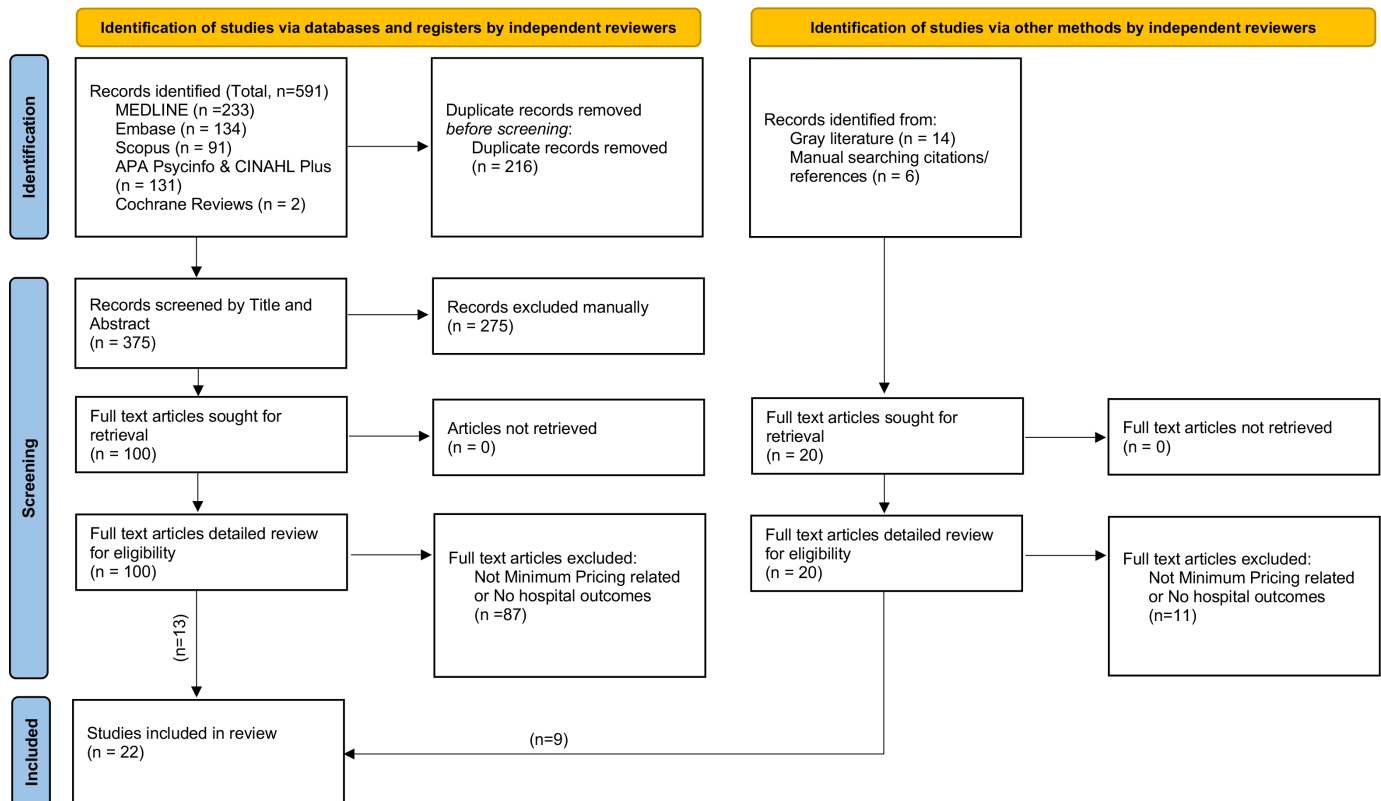 Identification of studies via databases and registers by independent reviewers
Identification of studies via other methods by independent reviewers
Identification
Records identified (Total, n=591)
MEDLINE (n =233)
Embase (n = 134)
Scopus (n = 91)
APA Psycinfo & CINAHL Plus
(n = 131)
Cochrane Reviews (n = 2)
Duplicate records removed
before screening:
Duplicate records removed
(n = 216)
Records identified from:
Gray literature (n = 14)
Manual searching citations/
references (n = 6)
Screening
Records screened by Title and
Abstract
(n = 375)
Records excluded manually
(n = 275)
Full text articles sought for
retrieval
(n = 100)
Articles not retrieved
(n = 0)
Full text articles sought for
retrieval
(n = 20)
Full text articles not retrieved
(n = 0)
Full text articles detailed review
for eligibility
(n = 100)
Full text articles excluded:
Not Minimum Pricing related
or No hospital outcomes
(n =87)
Full text articles detailed review
for eligibility
(n = 20)
Full text articles excluded:
Not Minimum Pricing related
or No hospital outcomes
(n=11)
(n=13)
Included
Studies included in review
(n = 22)
(n=9)